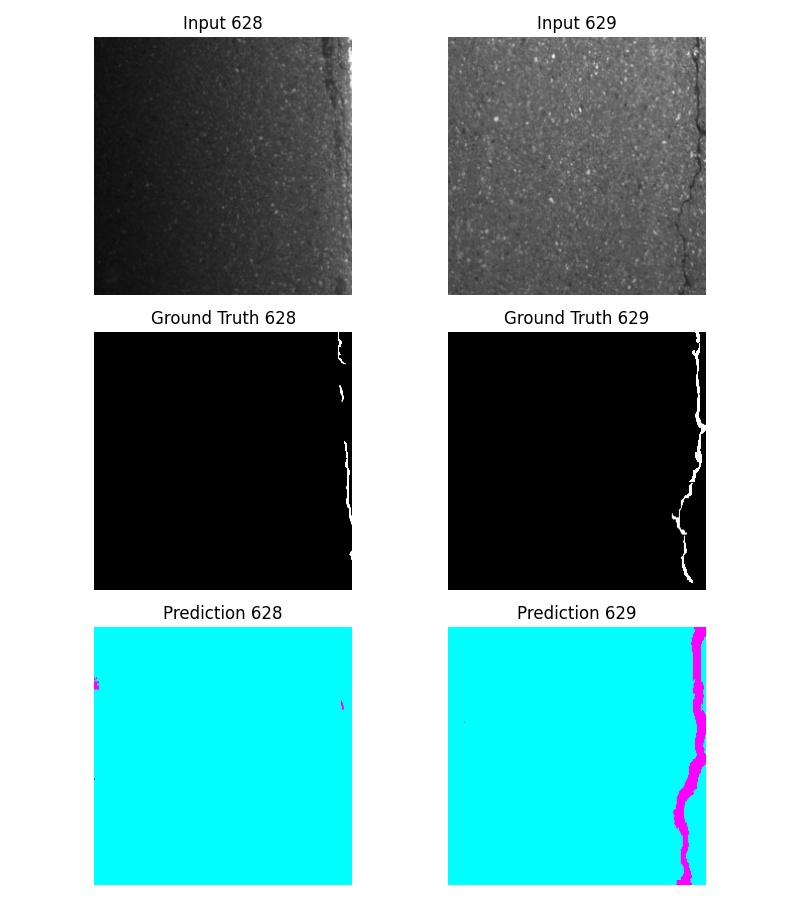 Input 628
Input 629
Ground Truth 628
Ground Truth 629
Prediction 628
Prediction 629